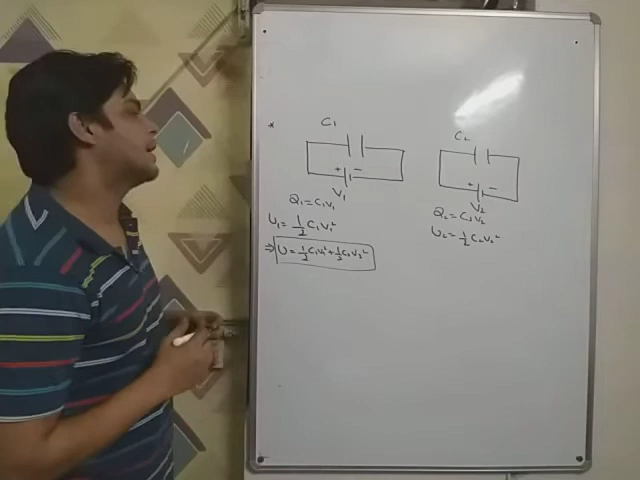 *
C₁
+ −
V₁
Q₁ = C₁V₁
U₁ = 1/2 C₁V₁²
⇒ U = 1/2 C₁V₁² + 1/2 C₂V₂²
C₂
+ −
V₂
Q₂ = C₂V₂
U₂ = 1/2 C₂V₂²